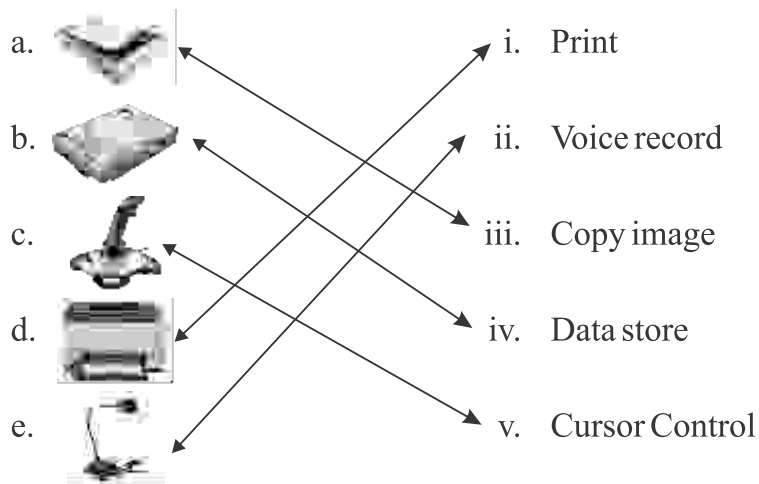 a. i. Print
b. ii. Voice record
c. iii. Copy image
d. iv. Data store
e. v. Cursor Control